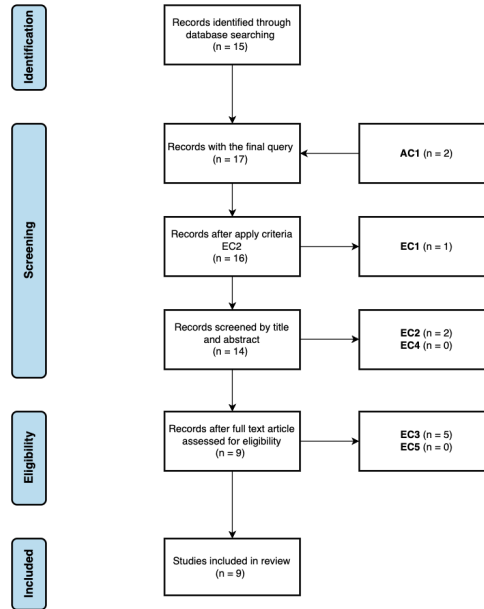 Identification
Records identified through
database searching
(n = 15)
Screening
Records with the final query
(n = 17)
AC1 (n = 2)
Records after apply criteria
EC2
(n = 16)
EC1 (n = 1)
Records screened by title
and abstract
(n = 14)
EC2 (n = 2)
EC4 (n = 0)
Eligibility
Records after full text article
assessed for eligibility
(n = 9)
EC3 (n = 5)
EC5 (n = 0)
Included
Studies included in review
(n = 9)